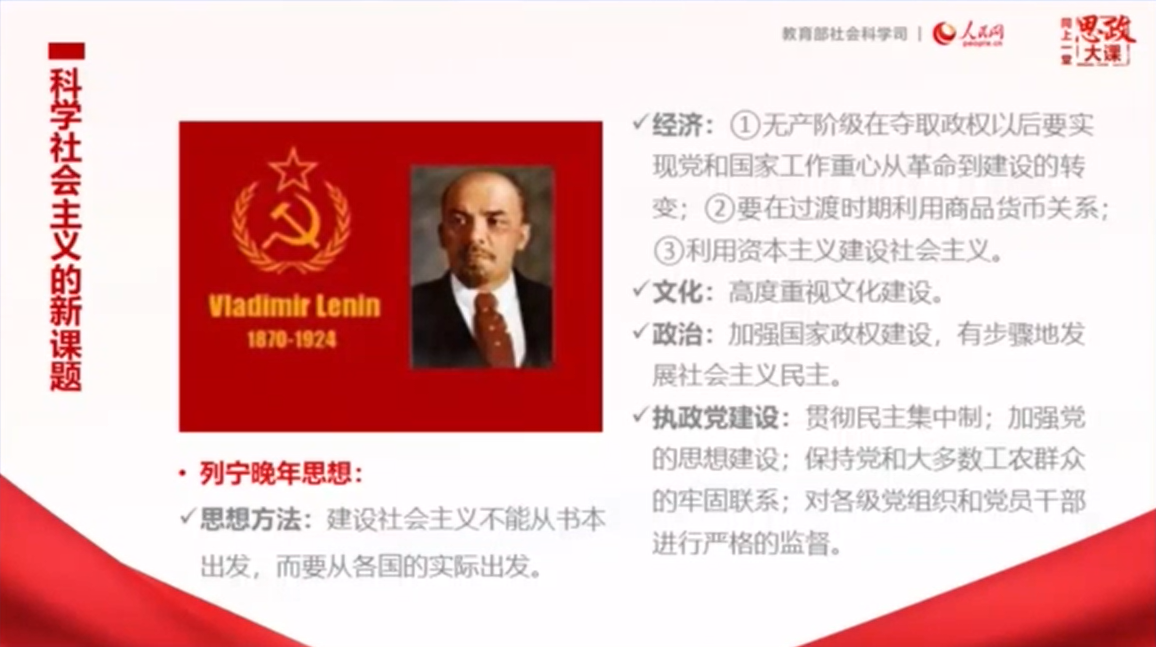 教育部社会科学司 | 人民网
people.cn
网上一堂
思政
大课
科学社会主义的新课题
Vladimir Lenin
1870-1924
• 列宁晚年思想：
✓思想方法：建设社会主义不能从书本
出发，而要从各国的实际出发。
✓经济：①无产阶级在夺取政权以后要实
现党和国家工作重心从革命到建设的转
变；②要在过渡时期利用商品货币关系；
③利用资本主义建设社会主义。
✓文化：高度重视文化建设。
✓政治：加强国家政权建设，有步骤地发
展社会主义民主。
✓执政党建设：贯彻民主集中制；加强党
的思想建设；保持党和大多数工农群众
的牢固联系；对各级党组织和党员干部
进行严格的监督。